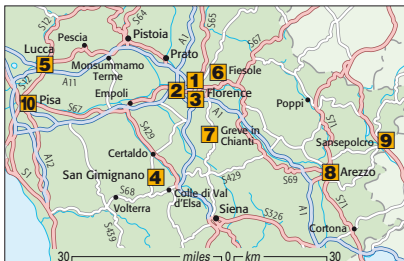 S12
S64
A1
S65
S67
Pescia
Pistoia
Lucca
Prato
5
Monsummano
Terme
A11
6
Fiesole
1
2
3
Florence
S12
10
Pisa
Empoli
S67
A1
Poppi
S71
Sansepolcro
9
7
Greve in
Chianti
S429
Certaldo
A12
S1
San Gimignano
4
S429
S69
8
Arezzo
S68
Colle di Val
d'Elsa
Volterra
Siena
S326
A1
S71
S439
Cortona
30
miles
0
km
30